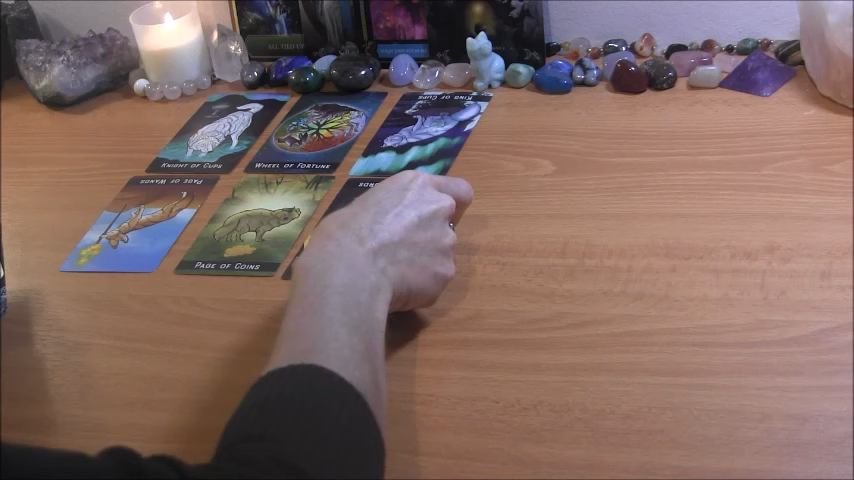 KNIGHT OF CUPS
WHEEL OF FORTUNE
KING OF CUPS
PAGE OF WANDS
PAGE OF COINS